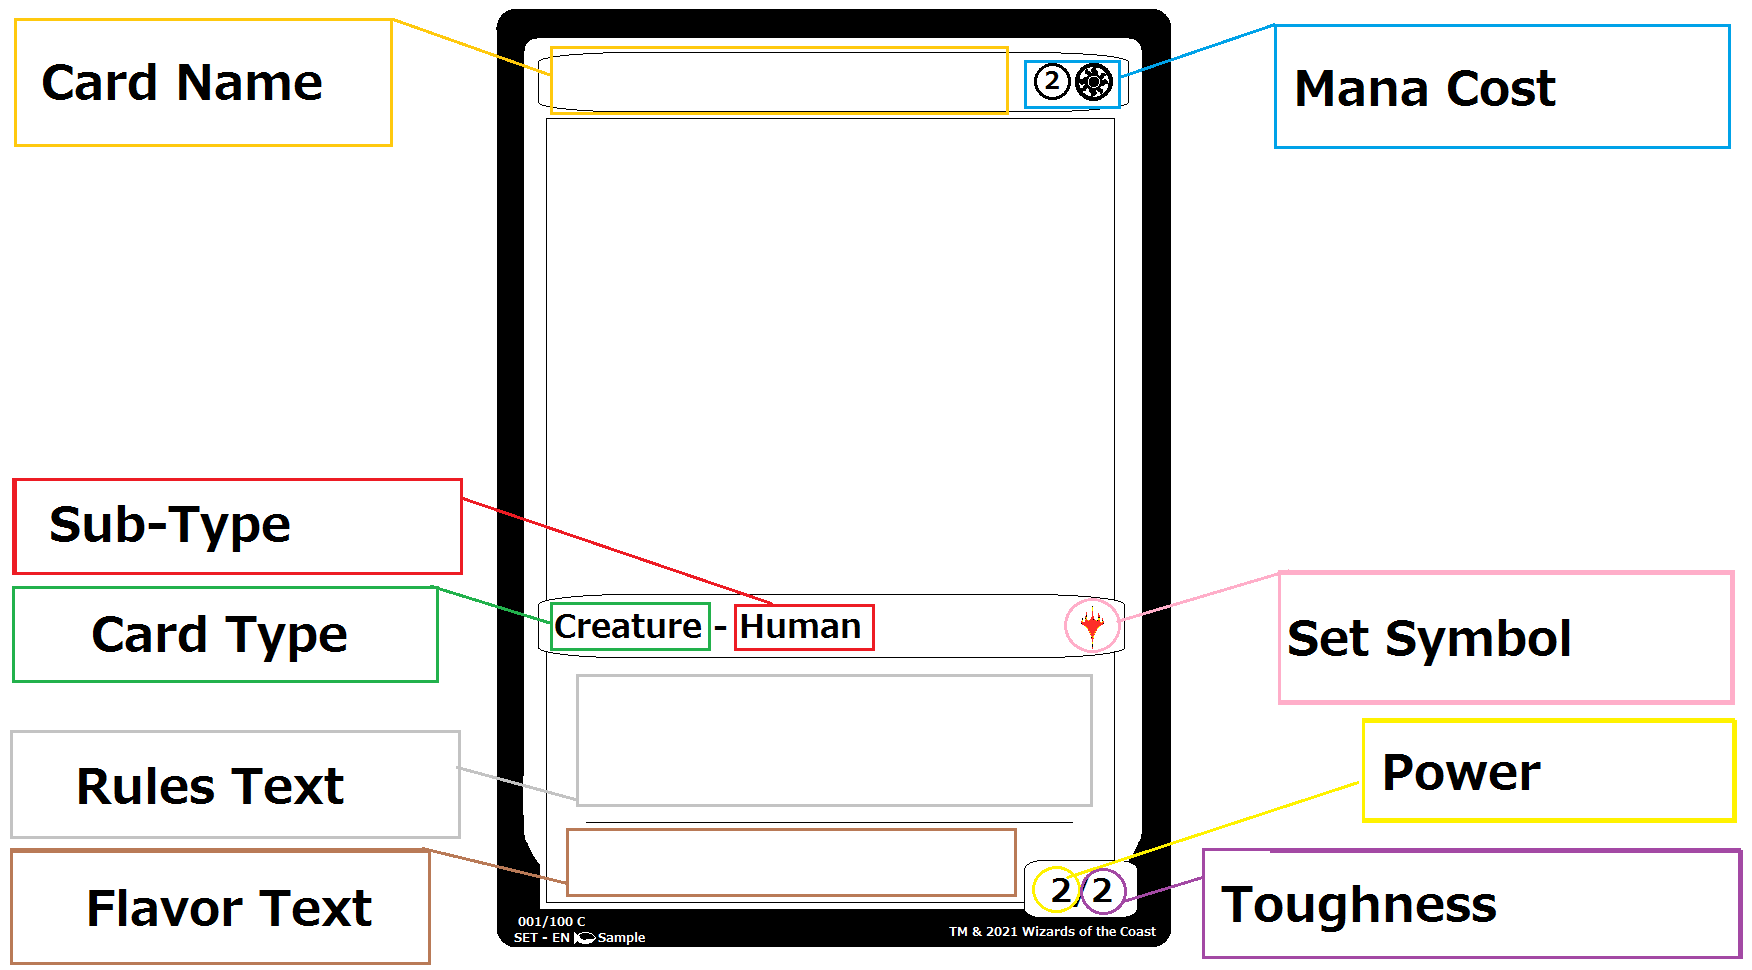 Card Name
2
Mana Cost
Sub-Type
Card Type
Creature - Human
Set Symbol
Rules Text
Power
Flavor Text
2/2
Toughness
001/100 C
SET - EN Sample
TM & 2021 Wizards of the Coast